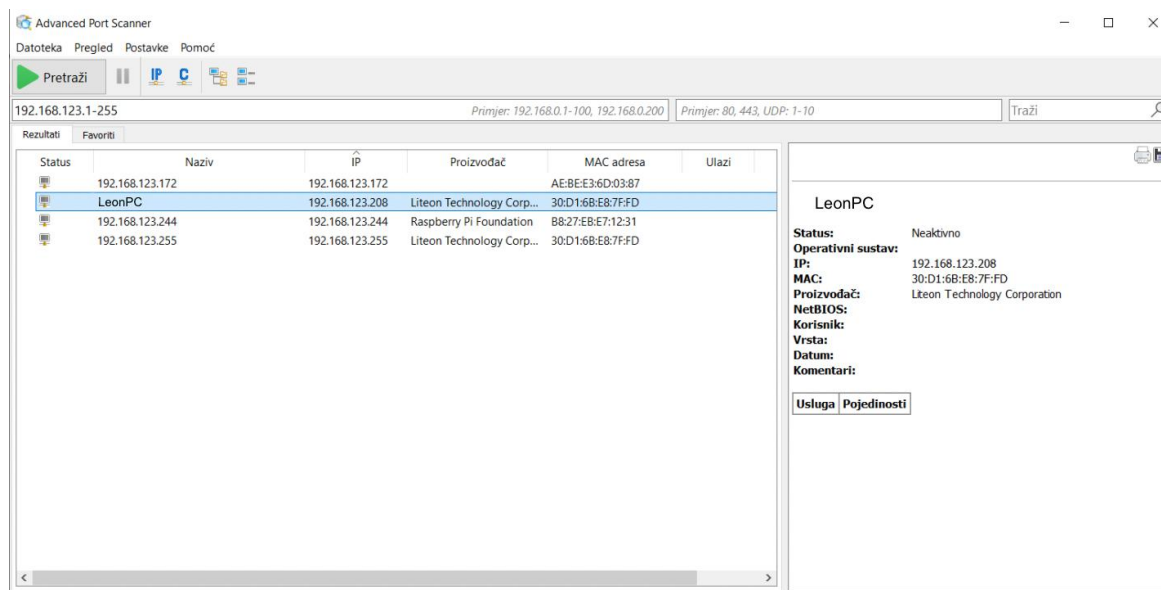 Advanced Port Scanner
Datoteka Pregled Postavke Pomoć
Pretraži IP C
192.168.123.1-255 Primjer: 192.168.0.1-100, 192.168.0.200 Primjer: 80, 443, UDP: 1-10 Traži
Rezultati Favoriti
Status Naziv IP Proizvođač MAC adresa Ulazi
192.168.123.172 192.168.123.172 AE:BE:E3:6D:03:87
LeonPC 192.168.123.208 Liteon Technology Corp... 30:D1:6B:E8:7F:FD
192.168.123.244 192.168.123.244 Raspberry Pi Foundation B8:27:EB:E7:12:31
192.168.123.255 192.168.123.255 Liteon Technology Corp... 30:D1:6B:E8:7F:FD
LeonPC
Status: Neaktivno
Operativni sustav:
IP: 192.168.123.208
MAC: 30:D1:6B:E8:7F:FD
Proizvođač: Liteon Technology Corporation
NetBIOS:
Korisnik:
Vrsta:
Datum:
Komentari:
Usluga Pojedinosti